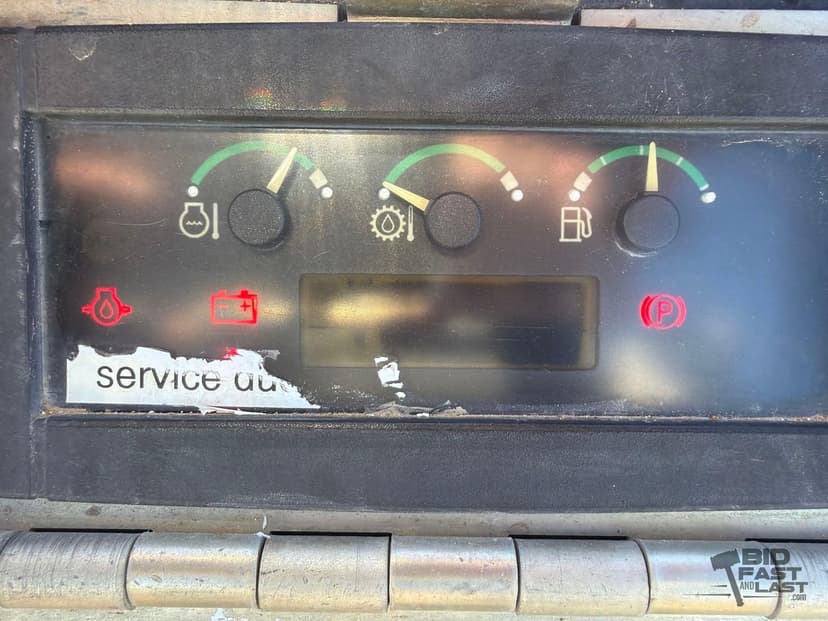 P
service du
BID
FAST
AND LAST
.COM